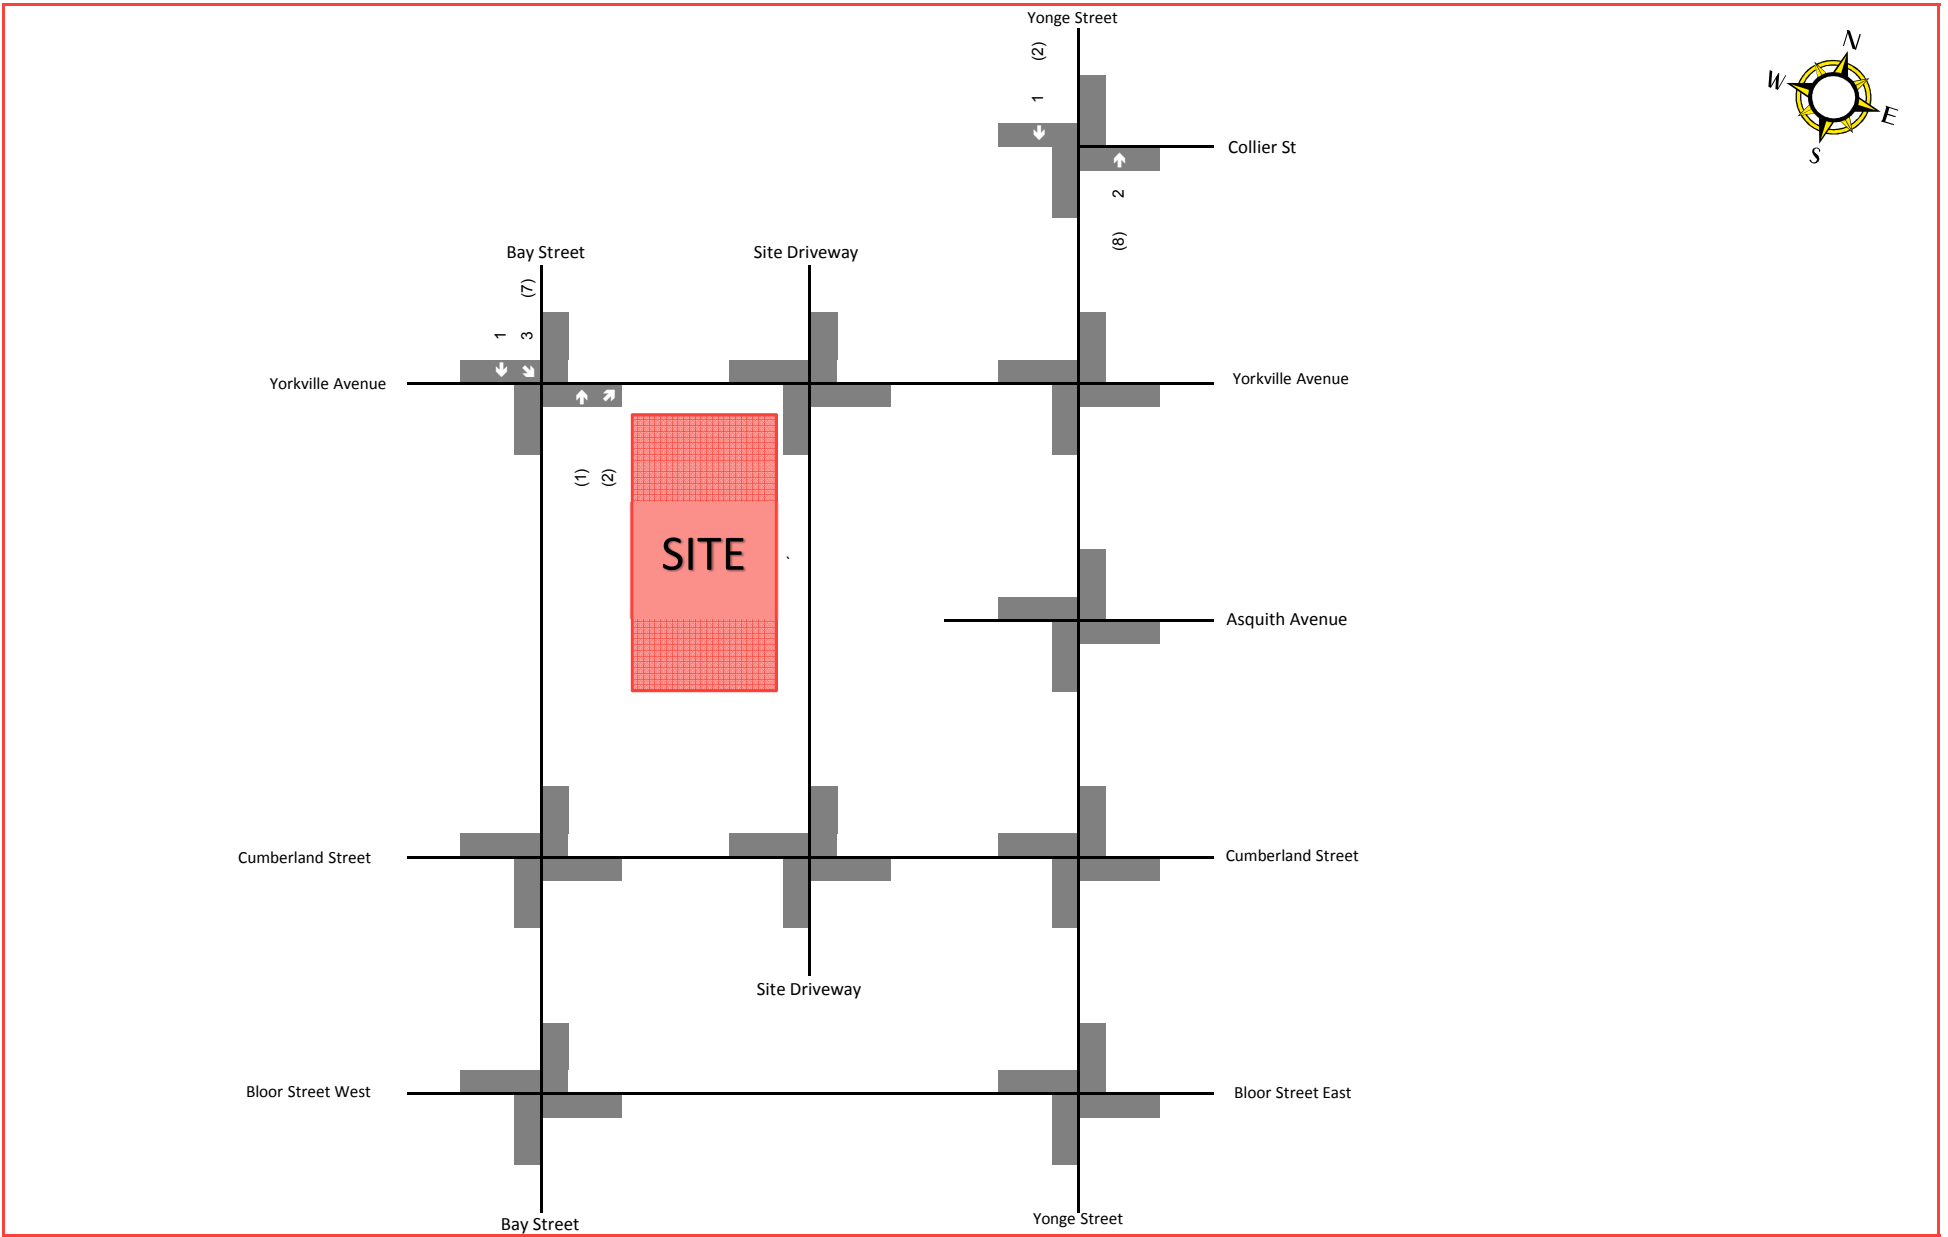 Yonge Street
(2)
1
N
W
E
S
Collier St
2
(8)
Bay Street
Site Driveway
(7)
1 3
Yorkville Avenue
Yorkville Avenue
(1) (2)
SITE
`
Asquith Avenue
Cumberland Street
Cumberland Street
Site Driveway
Bloor Street West
Bloor Street East
Bay Street
Yonge Street